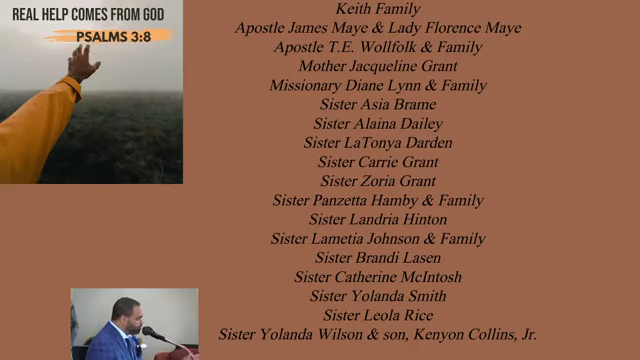 REAL HELP COMES FROM GOD
PSALMS 3:8
Keith Family
Apostle James Maye & Lady Florence Maye
Apostle T.E. Wollfolk & Family
Mother Jacqueline Grant
Missionary Diane Lynn & Family
Sister Asia Brame
Sister Alaina Dailey
Sister LaTonya Darden
Sister Carrie Grant
Sister Zoria Grant
Sister Panzetta Hamby & Family
Sister Landria Hinton
Sister Lametia Johnson & Family
Sister Brandi Lasen
Sister Catherine McIntosh
Sister Yolanda Smith
Sister Leola Rice
Sister Yolanda Wilson & son, Kenyon Collins, Jr.